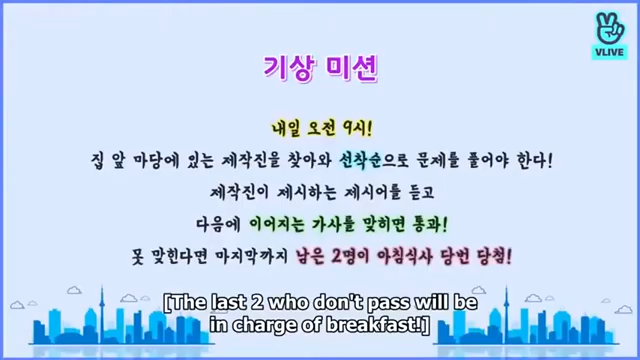 VLIVE
기상 미션
내일 오전 9시!
집 앞 마당에 있는 제작진을 찾아와 선착순으로 문제를 풀어야 한다!
제작진이 제시하는 제시어를 듣고
다음에 이어지는 가사를 맞히면 통과!
못 맞힌다면 마지막까지 남은 2명이 아침식사 당번 당첨!
[The last 2 who don't pass will be
in charge of breakfast!]